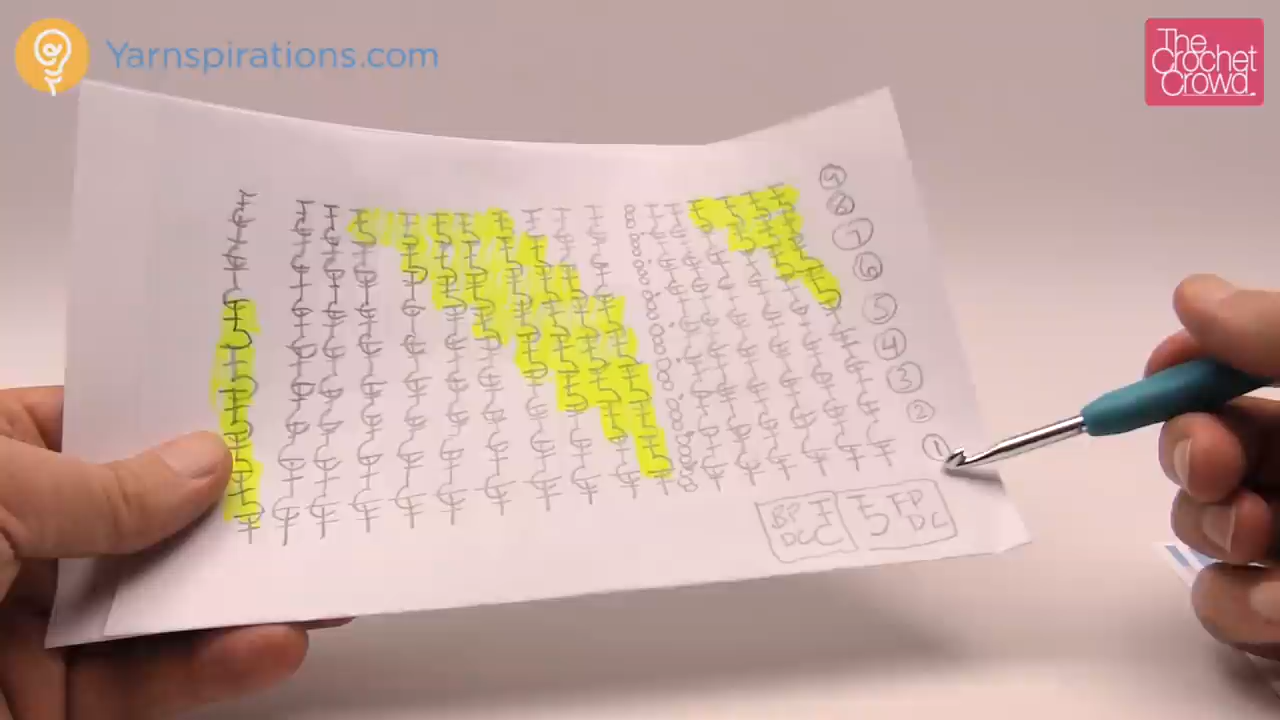 Yarnspirations.com
The
Crochet
Crowd
9
8
7
6
5
4
3
2
1
BP
DC
FP
DC